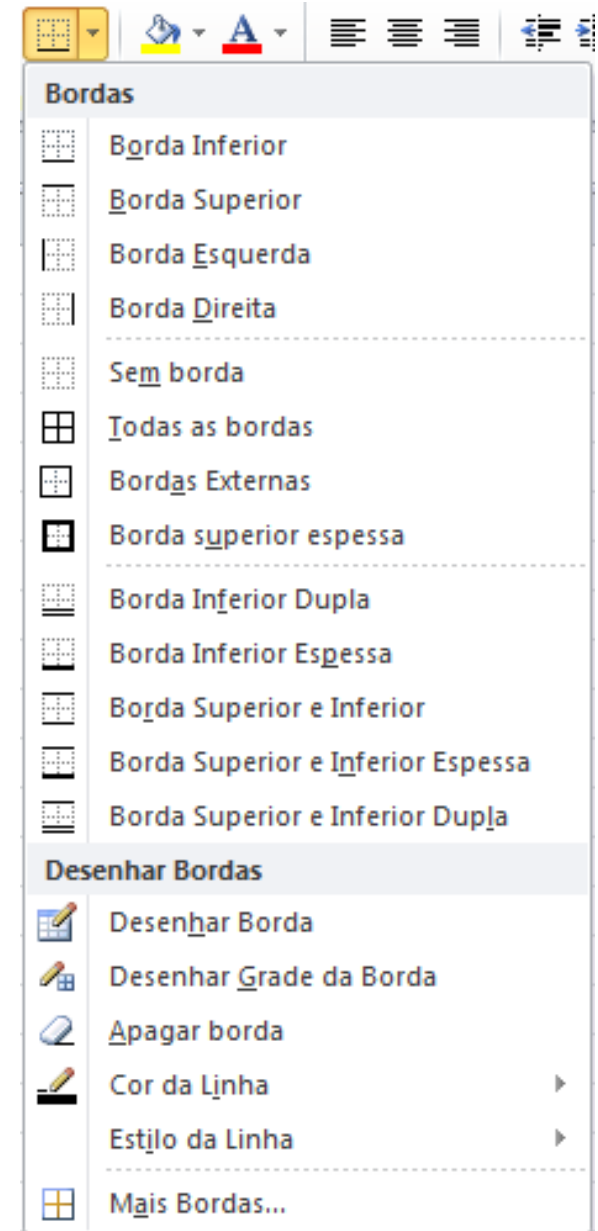 A
Bordas
Borda Inferior
Borda Superior
Borda Esquerda
Borda Direita
Sem borda
Todas as bordas
Bordas Externas
Borda superior espessa
Borda Inferior Dupla
Borda Inferior Espessa
Borda Superior e Inferior
Borda Superior e Inferior Espessa
Borda Superior e Inferior Dupla
Desenhar Bordas
Desenhar Borda
Desenhar Grade da Borda
Apagar borda
Cor da Linha
Estilo da Linha
Mais Bordas...